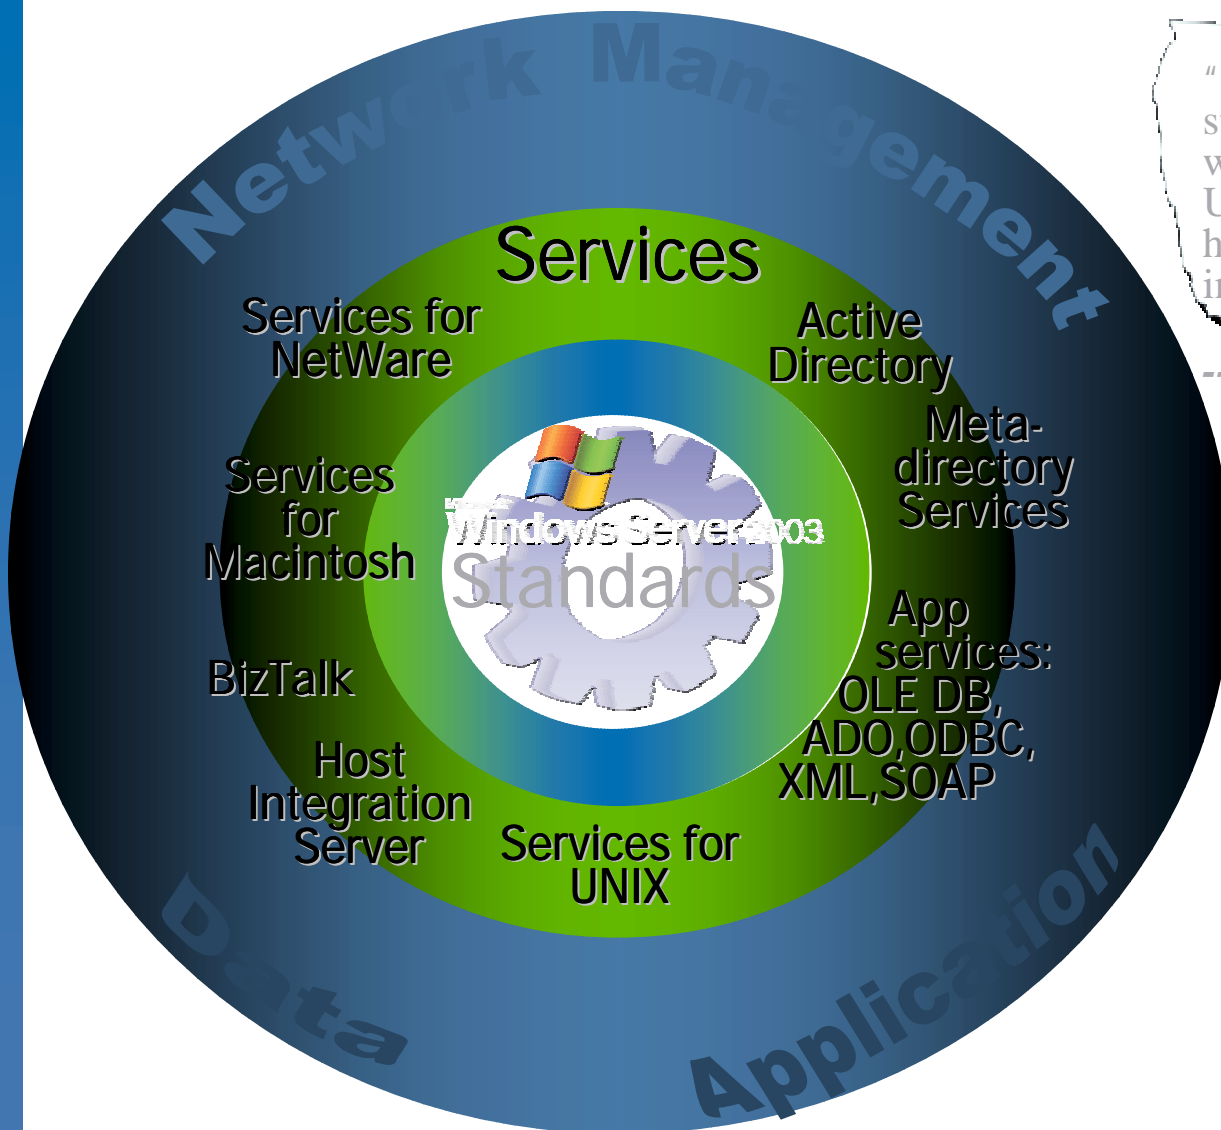 Network Management
Services
Services for
NetWare
Active
Directory
Meta-
directory
Services
Services
for
Macintosh
Windows Server 2003
Standards
App
services:
OLE DB,
ADO,ODBC,
XML,SOAP
BizTalk
Host
Integration
Server
Services for
UNIX
Data
Application